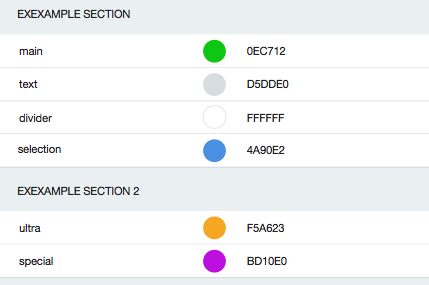 EXEXAMPLE SECTION
main 0EC712
text D5DDE0
divider FFFFFF
selection 4A90E2
EXEXAMPLE SECTION 2
ultra F5A623
special BD10E0